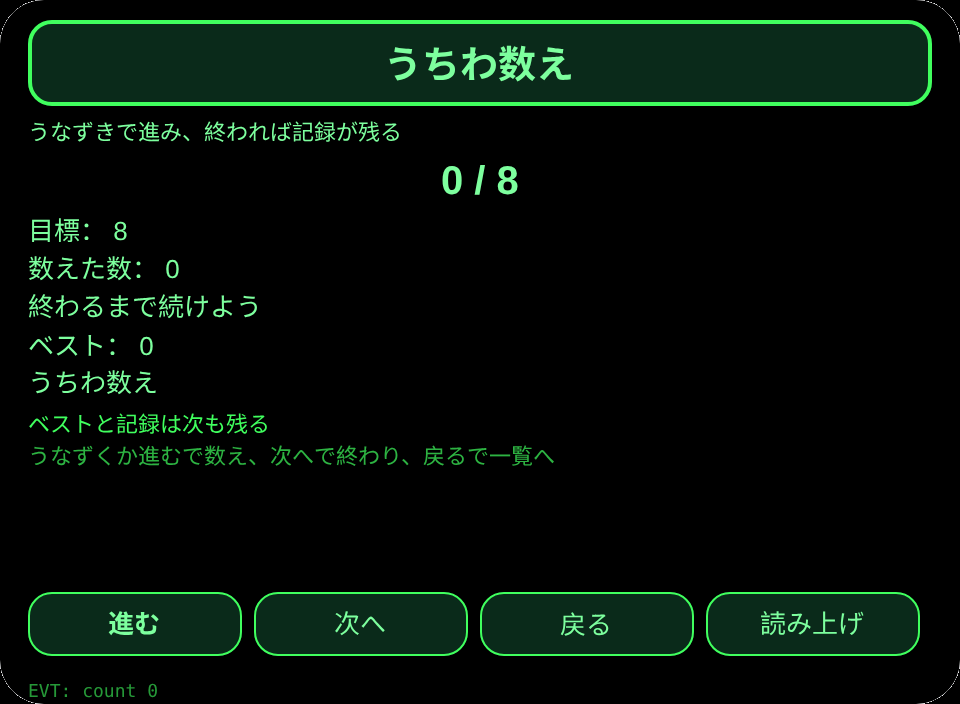 うちわ数え
うなずきで進み、終われば記録が残る
0 / 8
目標: 8
数えた数: 0
終わるまで続けよう
ベスト: 0
うちわ数え
ベストと記録は次も残る
うなずくか進むで数え、次へで終わり、戻るで一覧へ
進む 次へ 戻る 読み上げ
EVT: count 0